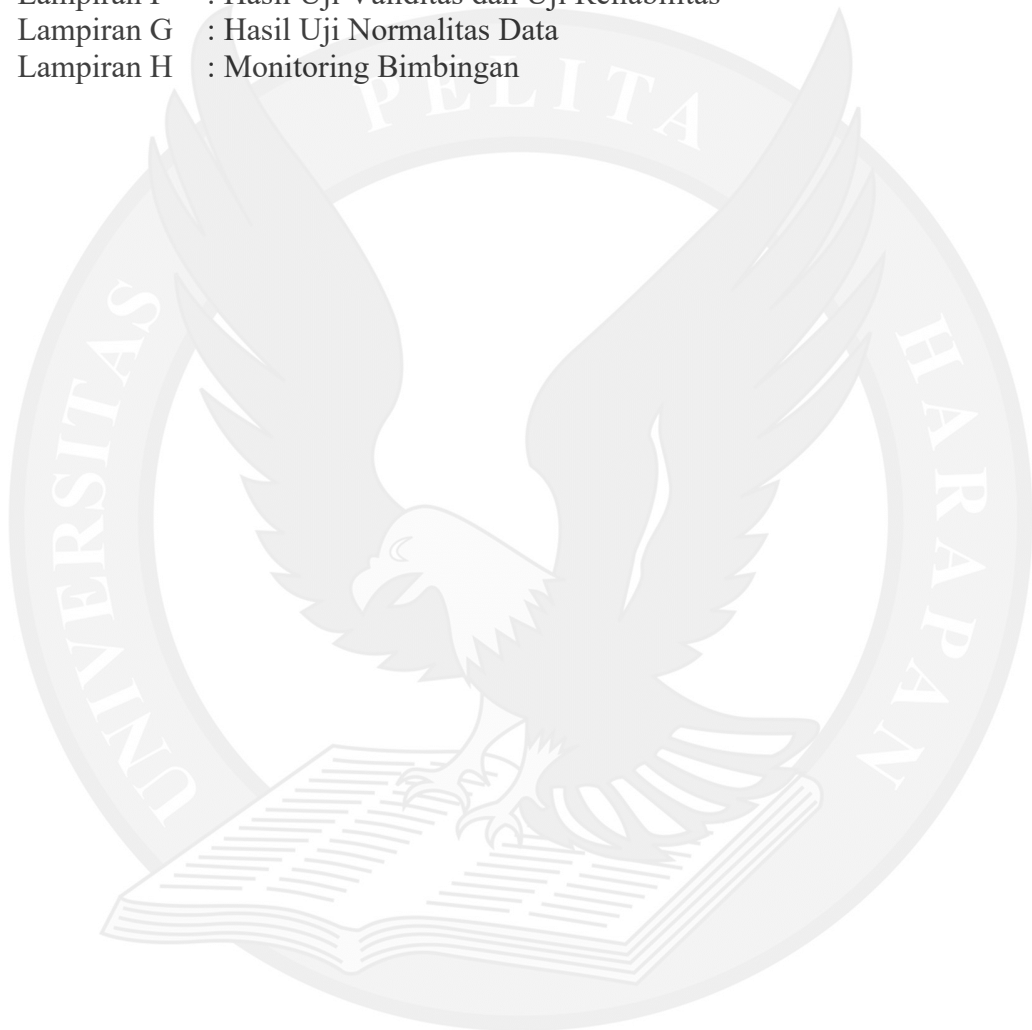 Lampiran F : Hasil Uji Validitas dan Uji Reliabilitas
Lampiran G : Hasil Uji Normalitas Data
Lampiran H : Monitoring Bimbingan
UNIVERSITAS PELITA HARAPAN